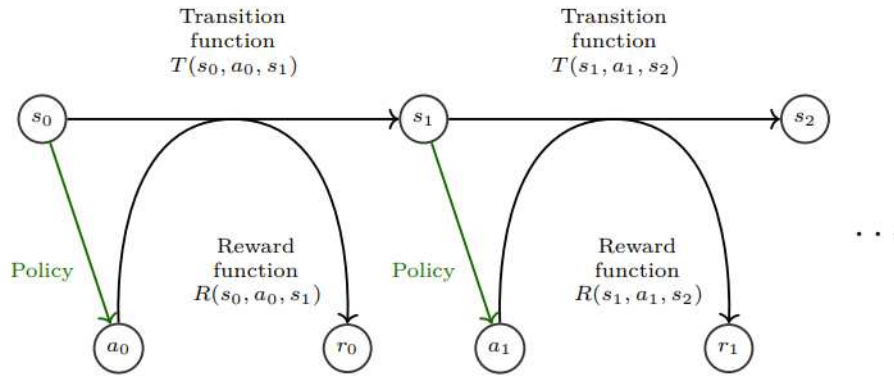 Transition
function
T(s₀, a₀, s₁)
Transition
function
T(s₁, a₁, s₂)
s₀
s₁
s₂
Policy
Reward
function
R(s₀, a₀, s₁)
Policy
Reward
function
R(s₁, a₁, s₂)
. . .
a₀
r₀
a₁
r₁